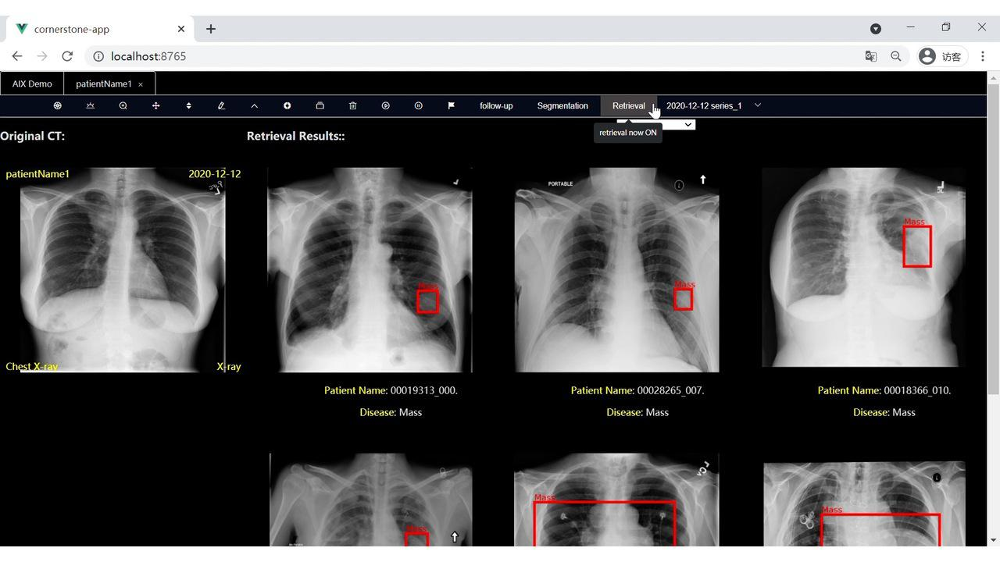 cornerstone-app
localhost:8765
访客
AIX Demo
patientName1
follow-up
Segmentation
Retrieval
2020-12-12 series_1
retrieval now ON
Original CT:
Retrieval Results::
patientName1
2020-12-12
PORTABLE
Mass
Mass
Mass
Chest X-ray
X-ray
Patient Name: 00019313_000.
Patient Name: 00028265_007.
Patient Name: 00018366_010.
Disease: Mass
Disease: Mass
Disease: Mass
Mass
Mass
Mass